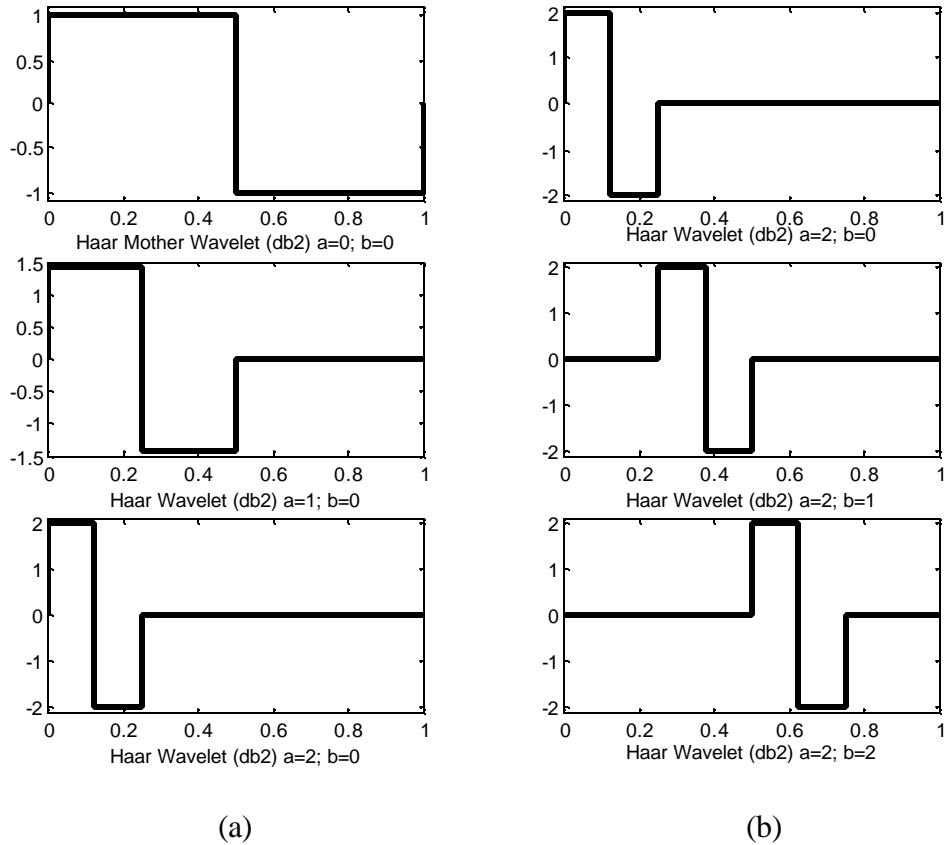 1
0.5
0
-0.5
-1
0 0.2 0.4 0.6 0.8 1
Haar Mother Wavelet (db2) a=0; b=0
1.5
1
0.5
0
-0.5
-1
-1.5
0 0.2 0.4 0.6 0.8 1
Haar Wavelet (db2) a=1; b=0
2
1
0
-1
-2
0 0.2 0.4 0.6 0.8 1
Haar Wavelet (db2) a=2; b=0
(a)
2
1
0
-1
-2
0 0.2 0.4 0.6 0.8 1
Haar Wavelet (db2) a=2; b=0
2
1
0
-1
-2
0 0.2 0.4 0.6 0.8 1
Haar Wavelet (db2) a=2; b=1
2
1
0
-1
-2
0 0.2 0.4 0.6 0.8 1
Haar Wavelet (db2) a=2; b=2
(b)